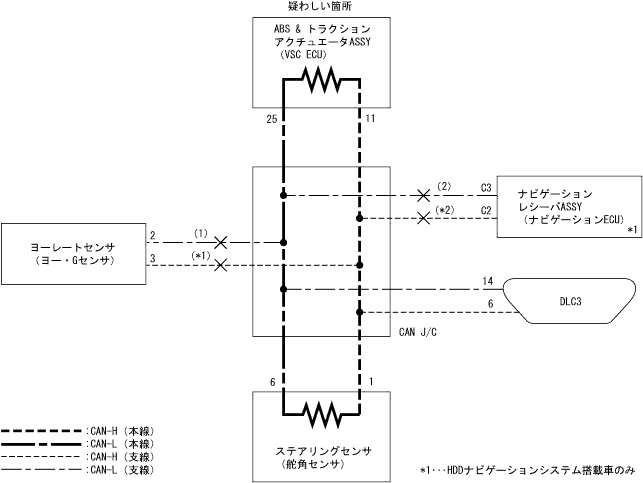 疑わしい箇所
ABS & トラクション
アクチュエータASSY
(VSC ECU)
25
11
(2)
C3
(*2)
C2
ナビゲーション
レシーバASSY
(ナビゲーションECU)
*1
ヨーレートセンサ
(ヨー・Gセンサ)
2
(1)
3
(*1)
14
6
DLC3
CAN J/C
6
1
ステアリングセンサ
(舵角センサ)
:CAN-H (本線)
:CAN-L (本線)
:CAN-H (支線)
:CAN-L (支線)
*1･･･HDDナビゲーションシステム搭載車のみ